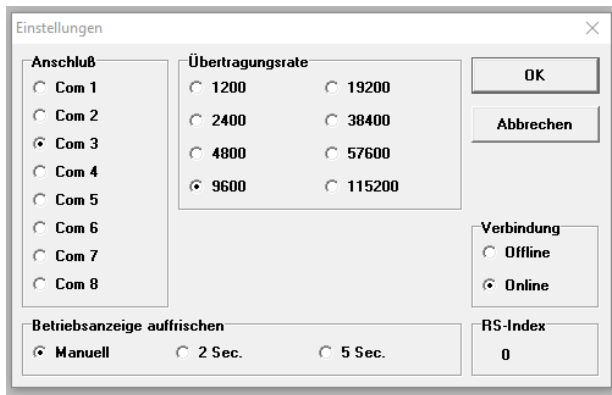 Einstellungen
Anschluß
Com 1
Com 2
Com 3
Com 4
Com 5
Com 6
Com 7
Com 8
Übertragungsrate
1200
19200
2400
38400
4800
57600
9600
115200
OK
Abbrechen
Verbindung
Offline
Online
Betriebsanzeige auffrischen
Manuell
2 Sec.
5 Sec.
RS-Index
0